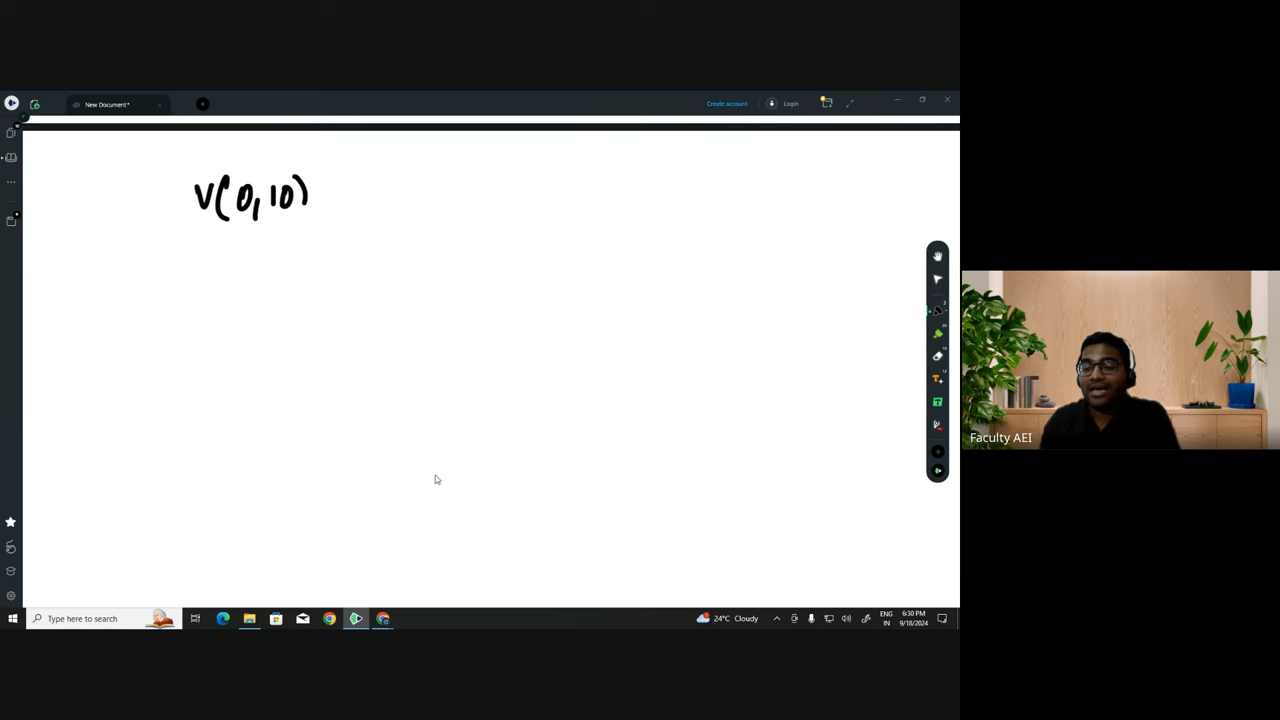 New Document*
Create account
Login
V(0,10)
3
Faculty AEI
Type here to search
24°C Cloudy
ENG
IN
6:30 PM
9/18/2024